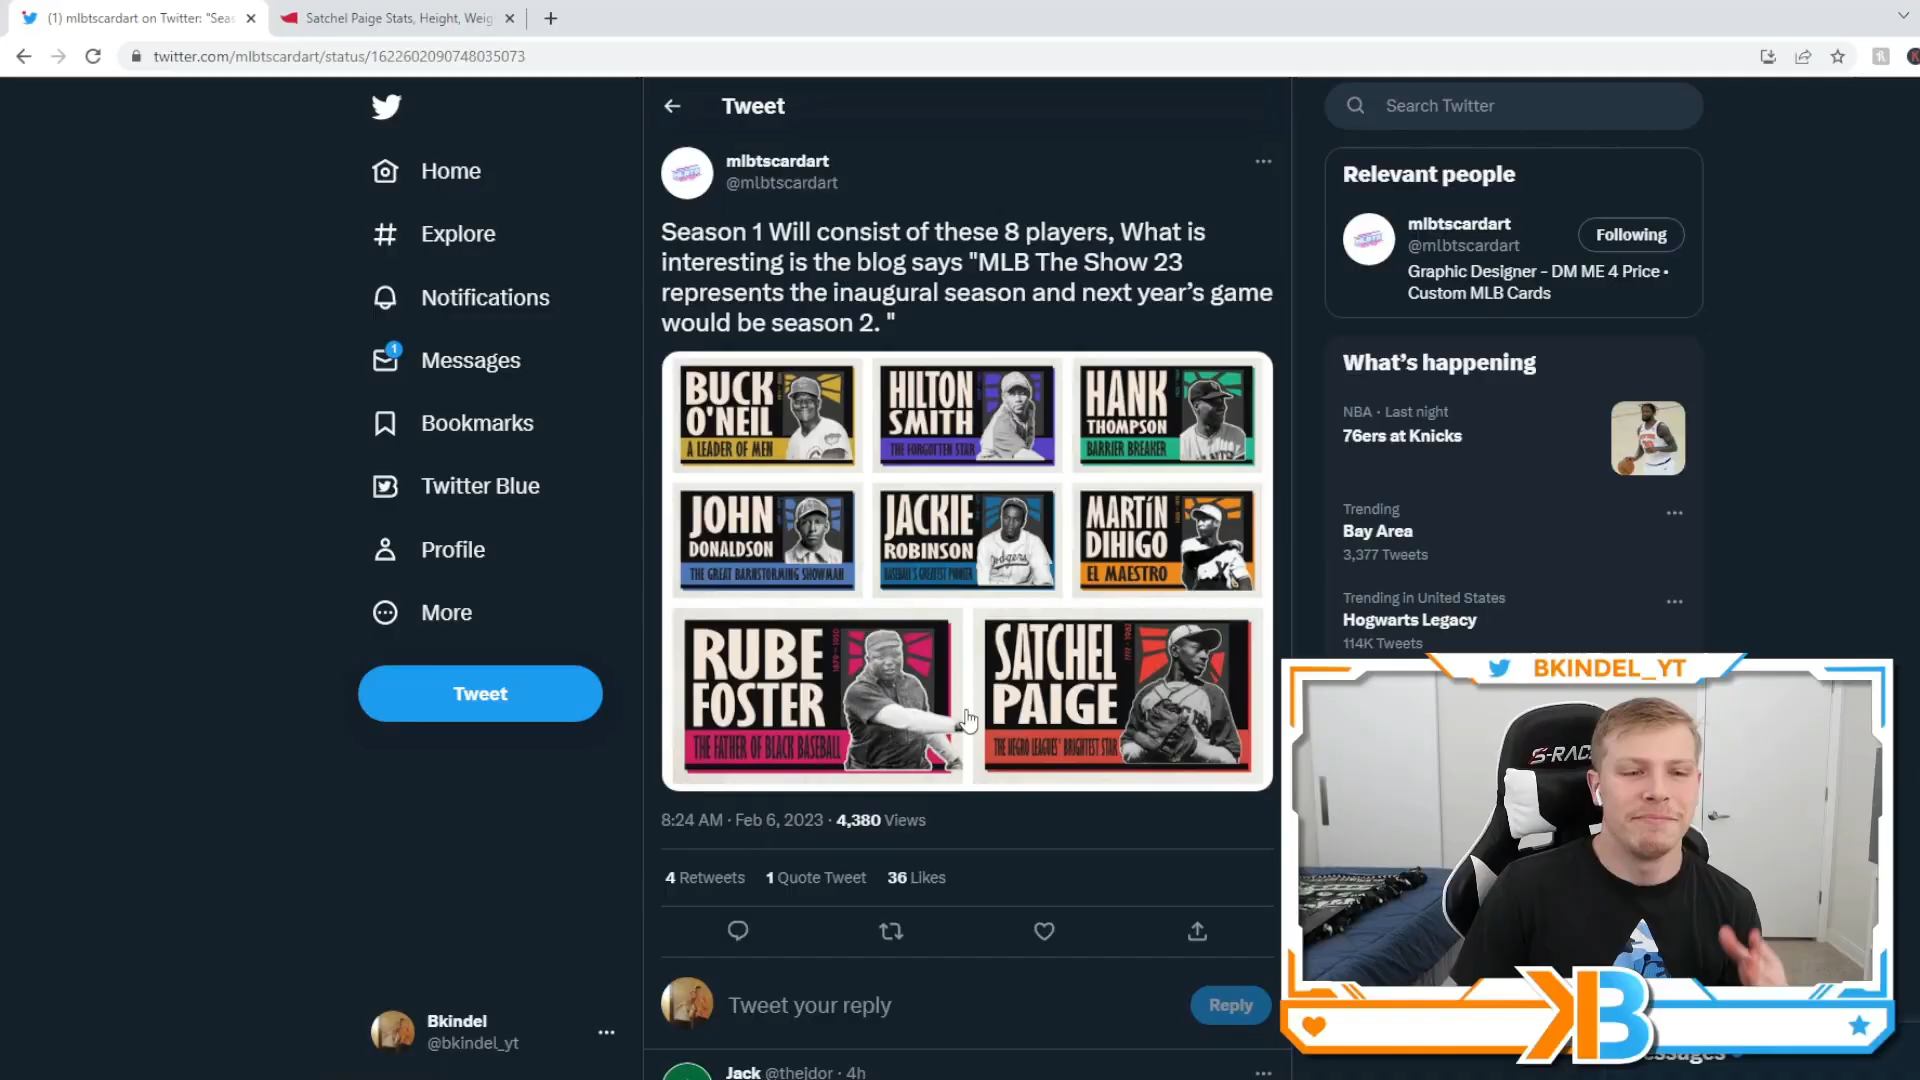 (1) mlbtscardart on Twitter: "Seas
Satchel Paige Stats, Height, Weig
twitter.com/mlbtscardart/status/1622602090748035073
Tweet
Search Twitter
Home
Explore
Notifications
1
Messages
Bookmarks
Twitter Blue
Profile
More
Tweet
Bkindel
@bkindel_yt
mlbtscardart
@mlbtscardart
Season 1 Will consist of these 8 players, What is
interesting is the blog says "MLB The Show 23
represents the inaugural season and next year's game
would be season 2. "
BUCK
O'NEIL
A LEADER OF MEN
HILTON
SMITH
THE FORGOTTEN STAR
HANK
THOMPSON
BARRIER BREAKER
JOHN
DONALDSON
THE GREAT BARNSTORMING SHOWMAN
JACKIE
ROBINSON
BASEBALL'S GREATEST PIONEER
Dodgers
MARTÍN
DIHIGO
EL MAESTRO
RUBE
FOSTER
1879 - 1930
THE FATHER OF BLACK BASEBALL
SATCHEL
PAIGE
THE NEGRO LEAGUES' BRIGHTEST STAR
8:24 AM · Feb 6, 2023 · 4,380 Views
4 Retweets 1 Quote Tweet 36 Likes
Tweet your reply
Reply
Jack @thejdor · 4h
Relevant people
mlbtscardart
@mlbtscardart
Following
Graphic Designer - DM ME 4 Price •
Custom MLB Cards
What's happening
NBA · Last night
76ers at Knicks
Trending
Bay Area
3,377 Tweets
Trending in United States
Hogwarts Legacy
114K Tweets
BKINDEL_YT
S-RAC
KB